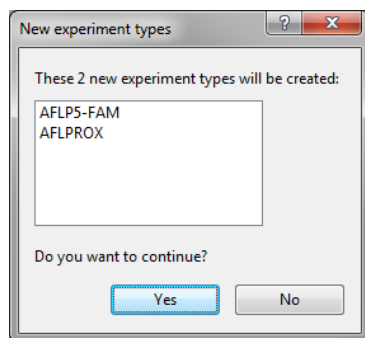 New experiment types
These 2 new experiment types will be created:
AFLP5-FAM
AFLPROX
Do you want to continue?
Yes No